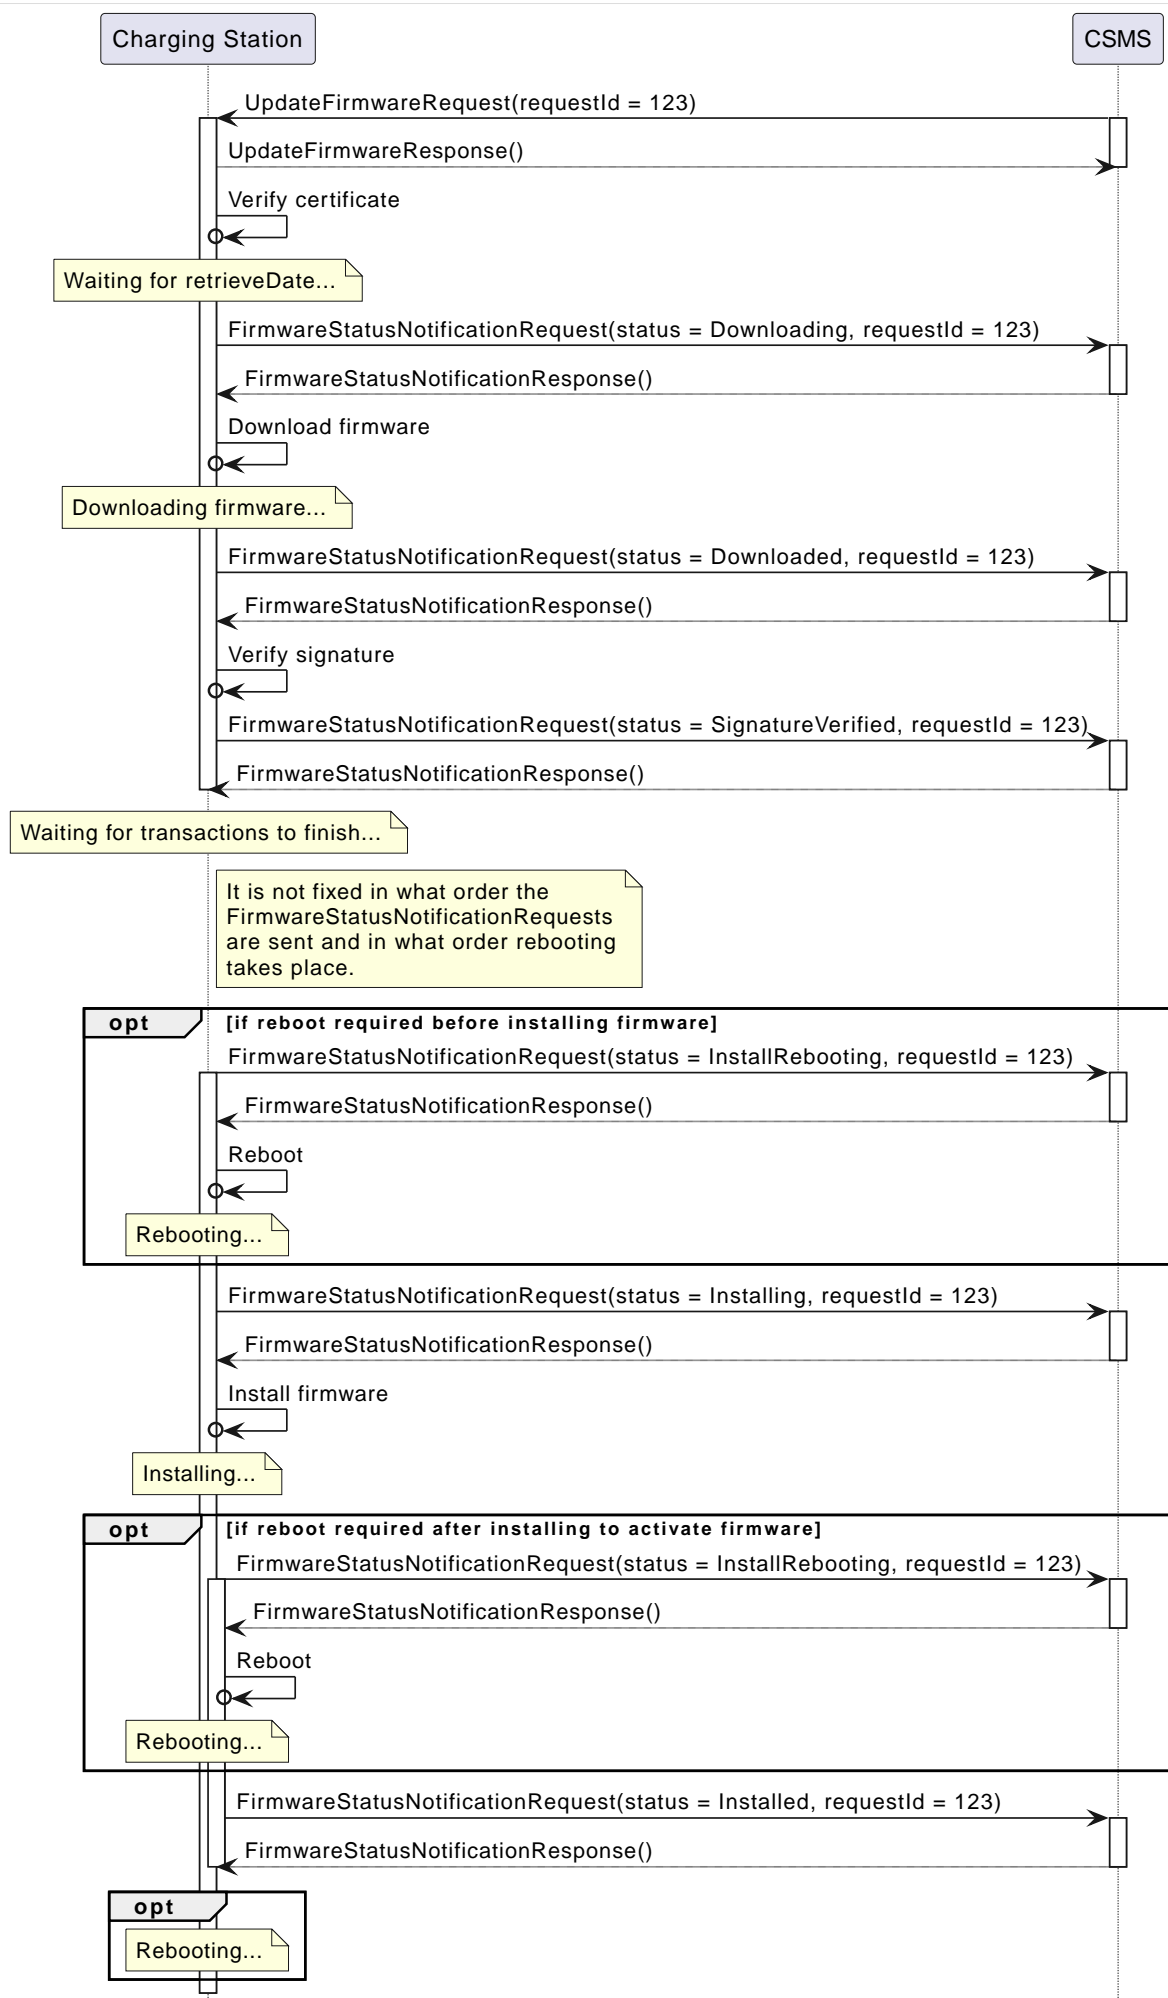 Charging Station
CSMS
UpdateFirmwareRequest(requestId = 123)
UpdateFirmwareResponse()
Verify certificate
Waiting for retrieveDate...
FirmwareStatusNotificationRequest(status = Downloading, requestId = 123)
FirmwareStatusNotificationResponse()
Download firmware
Downloading firmware...
FirmwareStatusNotificationRequest(status = Downloaded, requestId = 123)
FirmwareStatusNotificationResponse()
Verify signature
FirmwareStatusNotificationRequest(status = SignatureVerified, requestId = 123)
FirmwareStatusNotificationResponse()
Waiting for transactions to finish...
It is not fixed in what order the
FirmwareStatusNotificationRequests
are sent and in what order rebooting
takes place.
opt [if reboot required before installing firmware]
FirmwareStatusNotificationRequest(status = InstallRebooting, requestId = 123)
FirmwareStatusNotificationResponse()
Reboot
Rebooting...
FirmwareStatusNotificationRequest(status = Installing, requestId = 123)
FirmwareStatusNotificationResponse()
Install firmware
Installing...
opt [if reboot required after installing to activate firmware]
FirmwareStatusNotificationRequest(status = InstallRebooting, requestId = 123)
FirmwareStatusNotificationResponse()
Reboot
Rebooting...
FirmwareStatusNotificationRequest(status = Installed, requestId = 123)
FirmwareStatusNotificationResponse()
opt
Rebooting...